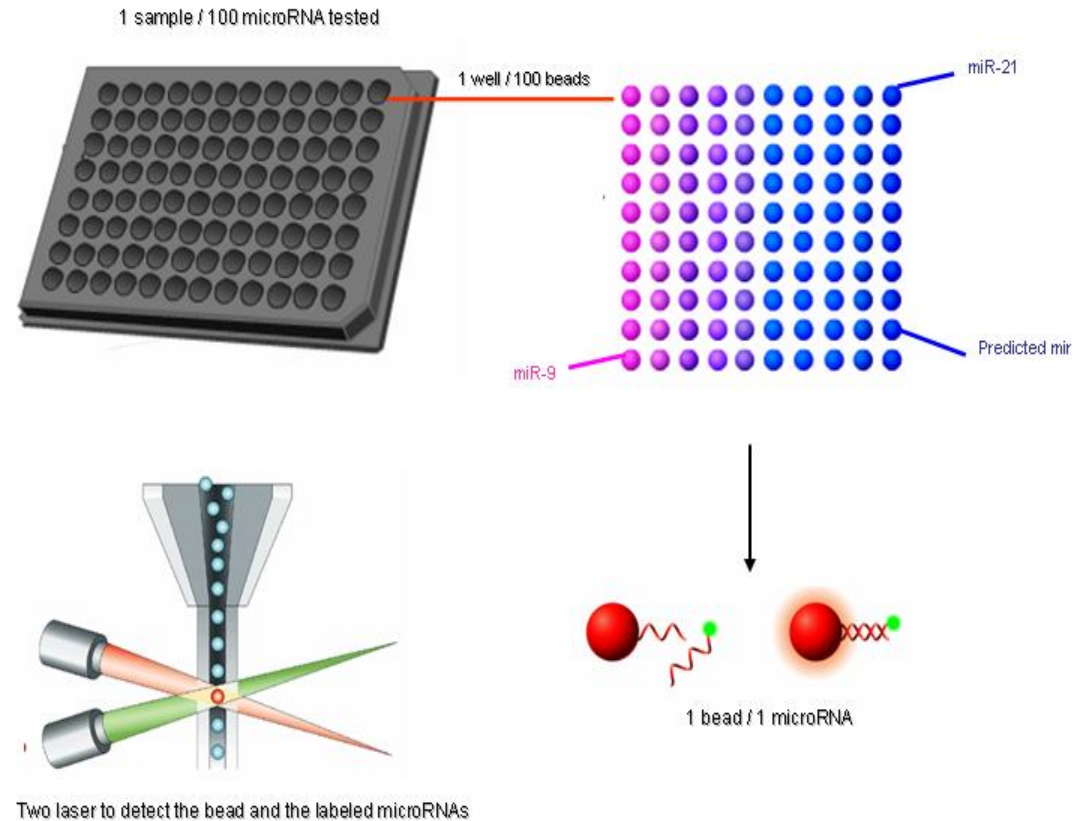 1 sample / 100 microRNA tested
1 well / 100 beads
miR-21
Predicted mir
miR-9
1 bead / 1 microRNA
Two laser to detect the bead and the labeled microRNAs